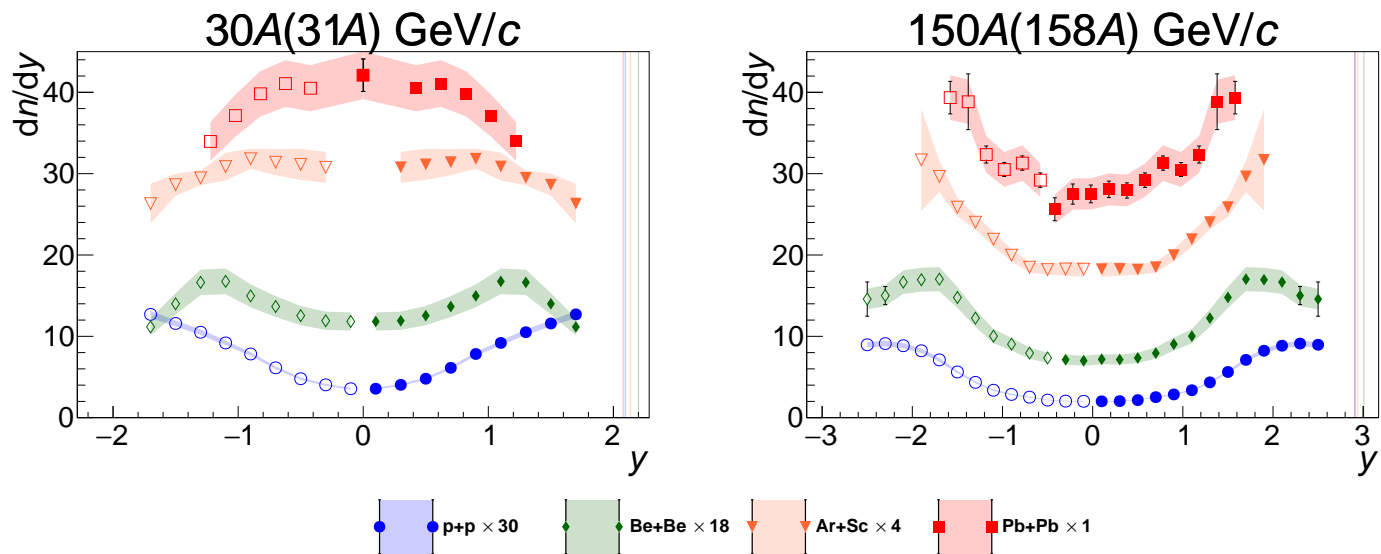 30A(31A) GeV/c
150A(158A) GeV/c
dn/dy
40
30
20
10
0
−2
−1
0
1
2
y
dn/dy
40
30
20
10
0
−3
−2
−1
0
1
2
3
y
p+p × 30
Be+Be × 18
Ar+Sc × 4
Pb+Pb × 1